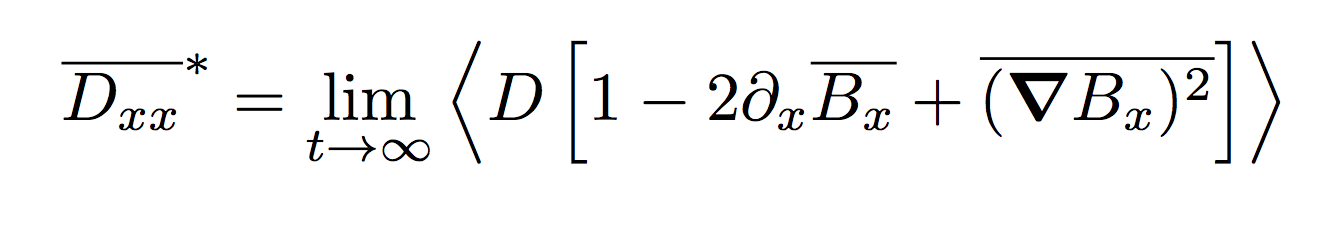 $\overline{D_{xx}}^{*} = \lim_{t \to \infty} \left\langle D \left[ 1 - 2\partial_x \overline{B_x} + \overline{(\boldsymbol{\nabla} B_x)^2} \right] \right\rangle$